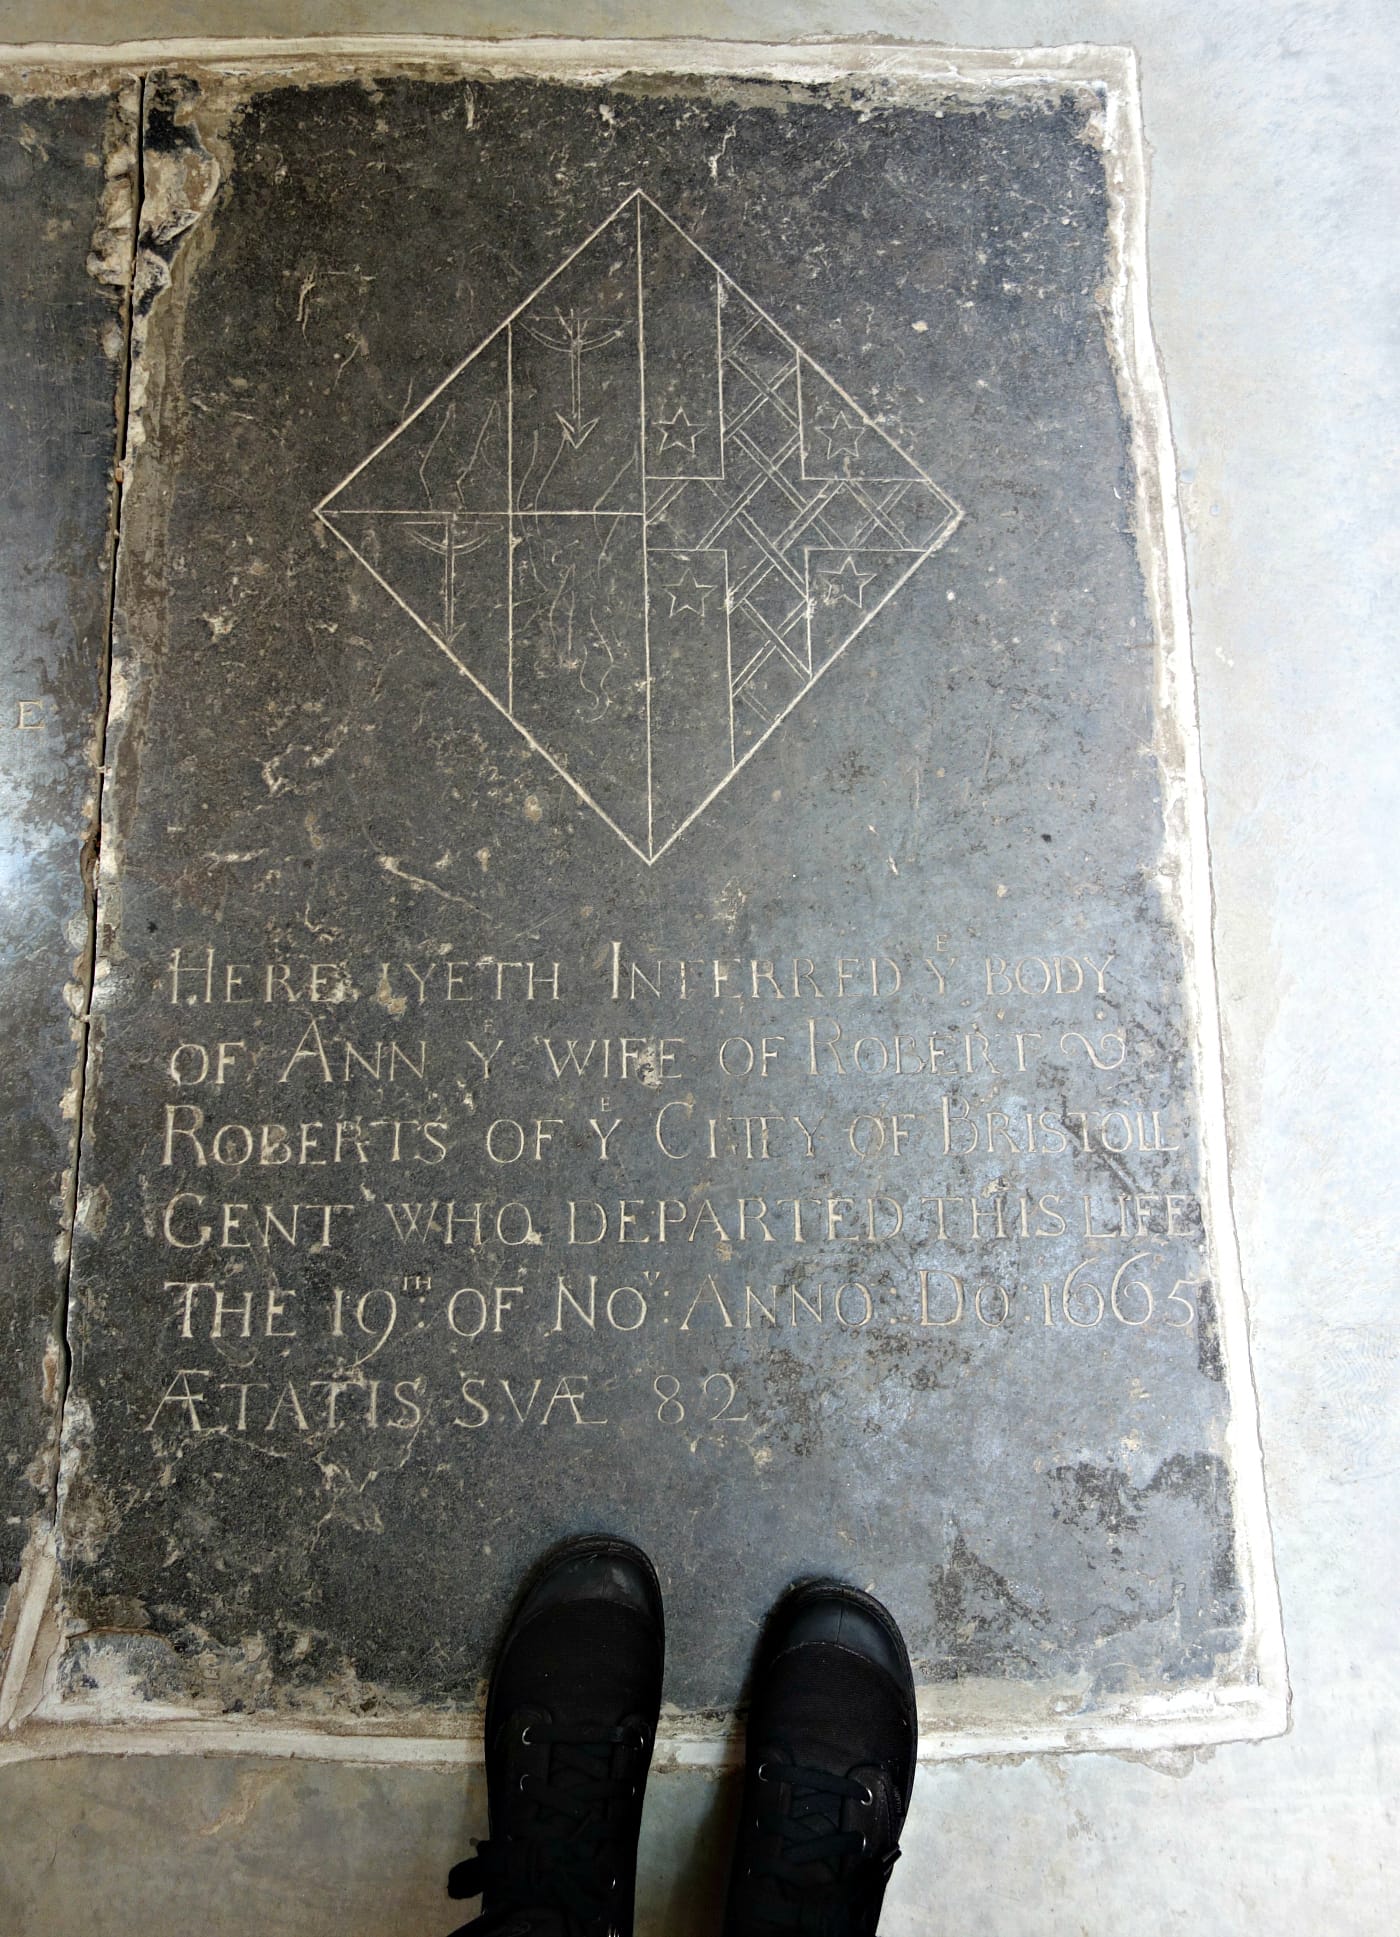 E
HERE LYETH INTERRED Yᴱ BODY
OF ANN Yᴱ WIFE OF ROBERT
ROBERTS OF Yᴱ CITTY OF BRISTOLL
GENT WHO DEPARTED THIS LIFE
THE 19ᵀᴴ: OF NOⱽ: ANNO: DO: 1665
ÆTATIS SVÆ 82